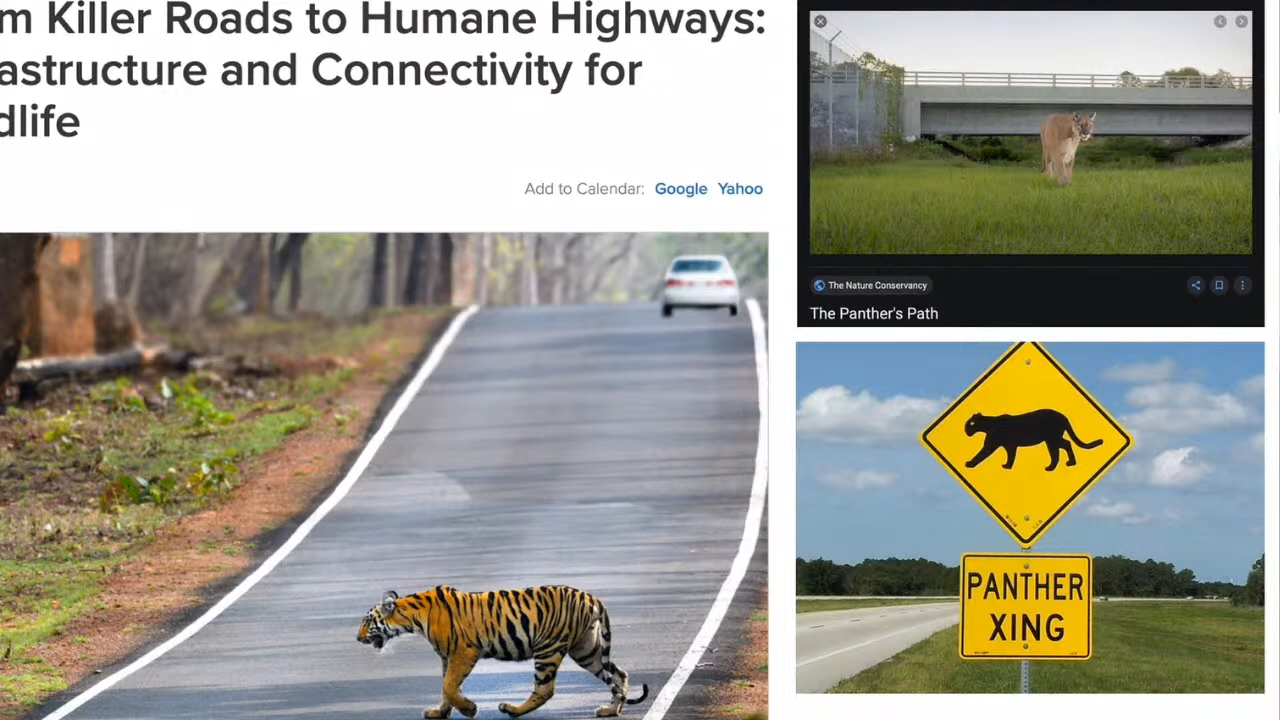 m Killer Roads to Humane Highways:
astructure and Connectivity for
dlife
Add to Calendar: Google Yahoo
The Nature Conservancy
The Panther's Path
PANTHER
XING